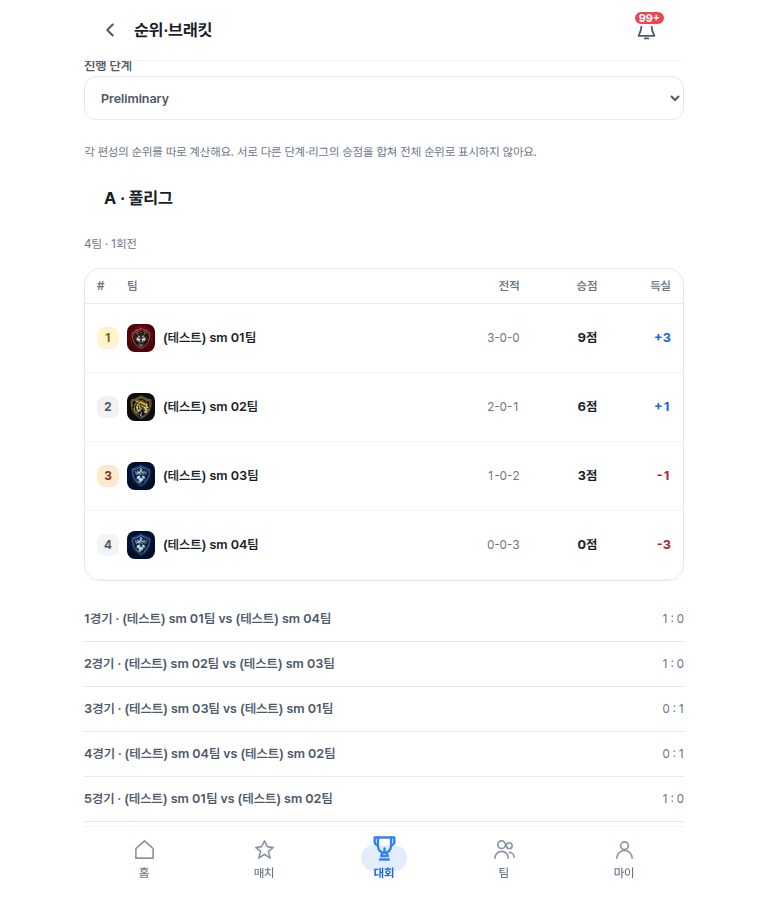 순위·브래킷
99+
진행 단계
Preliminary
각 편성의 순위를 따로 계산해요. 서로 다른 단계·리그의 승점을 합쳐 전체 순위로 표시하지 않아요.
A · 풀리그
4팀 · 1회전
# 팀 전적 승점 득실
1 (테스트) sm 01팀 3-0-0 9점 +3
2 (테스트) sm 02팀 2-0-1 6점 +1
3 (테스트) sm 03팀 1-0-2 3점 -1
4 (테스트) sm 04팀 0-0-3 0점 -3
1경기 · (테스트) sm 01팀 vs (테스트) sm 04팀 1 : 0
2경기 · (테스트) sm 02팀 vs (테스트) sm 03팀 1 : 0
3경기 · (테스트) sm 03팀 vs (테스트) sm 01팀 0 : 1
4경기 · (테스트) sm 04팀 vs (테스트) sm 02팀 0 : 1
5경기 · (테스트) sm 01팀 vs (테스트) sm 02팀 1 : 0
홈 매치 대회 팀 마이